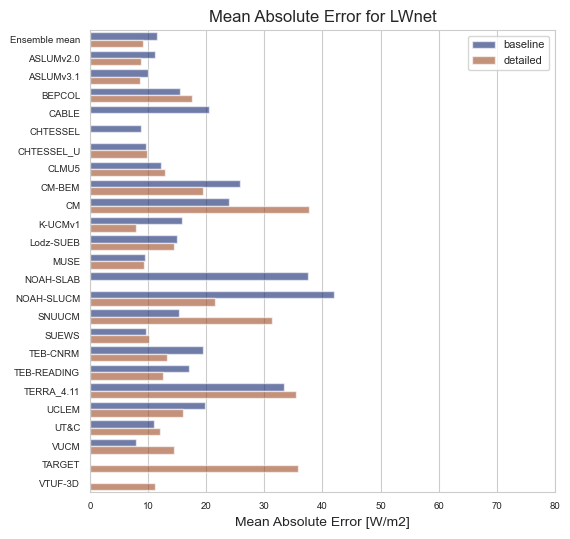 Mean Absolute Error for LWnet
baseline
detailed
Ensemble mean
ASLUMv2.0
ASLUMv3.1
BEPCOL
CABLE
CHTESSEL
CHTESSEL_U
CLMU5
CM-BEM
CM
K-UCMv1
Lodz-SUEB
MUSE
NOAH-SLAB
NOAH-SLUCM
SNUUCM
SUEWS
TEB-CNRM
TEB-READING
TERRA_4.11
UCLEM
UT&C
VUCM
TARGET
VTUF-3D
0 10 20 30 40 50 60 70 80
Mean Absolute Error [W/m2]